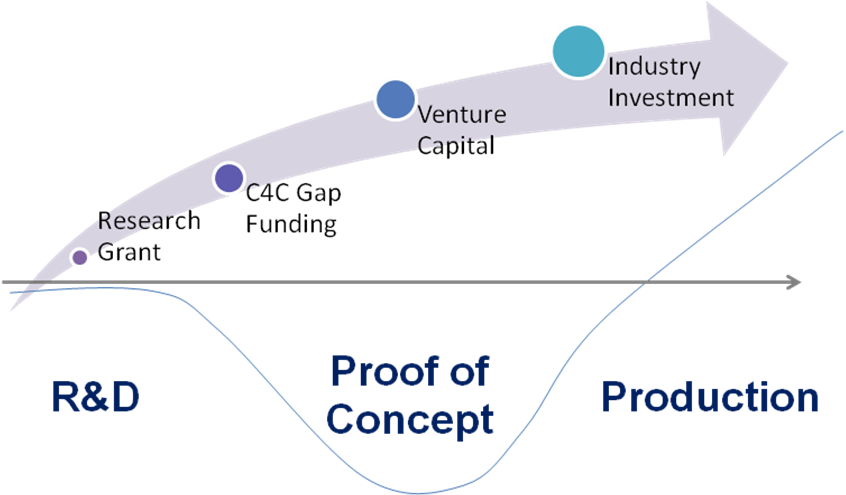 Industry
Investment
Venture
Capital
C4C Gap
Funding
Research
Grant
R&D
Proof of
Concept
Production